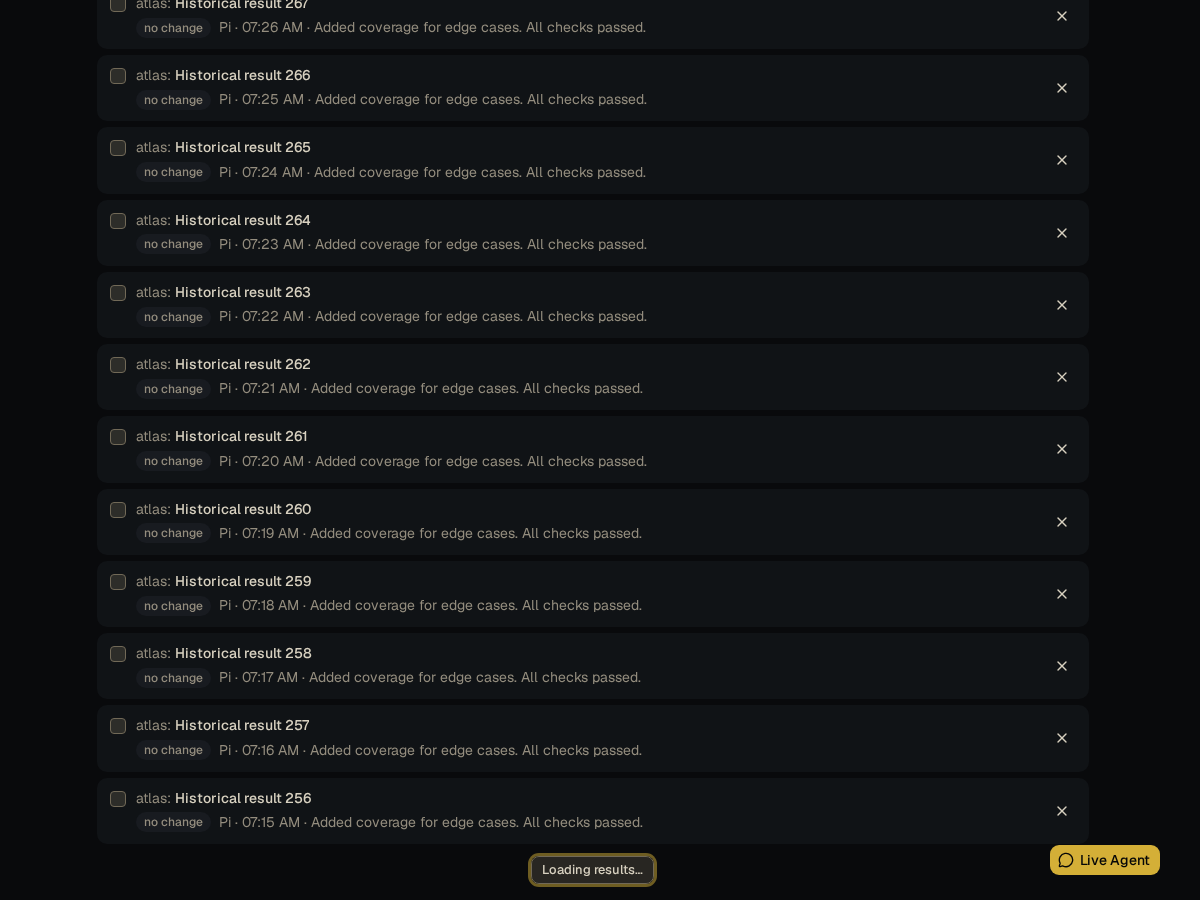 atlas: Historical result 267
no change Pi · 07:26 AM · Added coverage for edge cases. All checks passed.
atlas: Historical result 266
no change Pi · 07:25 AM · Added coverage for edge cases. All checks passed.
atlas: Historical result 265
no change Pi · 07:24 AM · Added coverage for edge cases. All checks passed.
atlas: Historical result 264
no change Pi · 07:23 AM · Added coverage for edge cases. All checks passed.
atlas: Historical result 263
no change Pi · 07:22 AM · Added coverage for edge cases. All checks passed.
atlas: Historical result 262
no change Pi · 07:21 AM · Added coverage for edge cases. All checks passed.
atlas: Historical result 261
no change Pi · 07:20 AM · Added coverage for edge cases. All checks passed.
atlas: Historical result 260
no change Pi · 07:19 AM · Added coverage for edge cases. All checks passed.
atlas: Historical result 259
no change Pi · 07:18 AM · Added coverage for edge cases. All checks passed.
atlas: Historical result 258
no change Pi · 07:17 AM · Added coverage for edge cases. All checks passed.
atlas: Historical result 257
no change Pi · 07:16 AM · Added coverage for edge cases. All checks passed.
atlas: Historical result 256
no change Pi · 07:15 AM · Added coverage for edge cases. All checks passed.
Live Agent
Loading results…